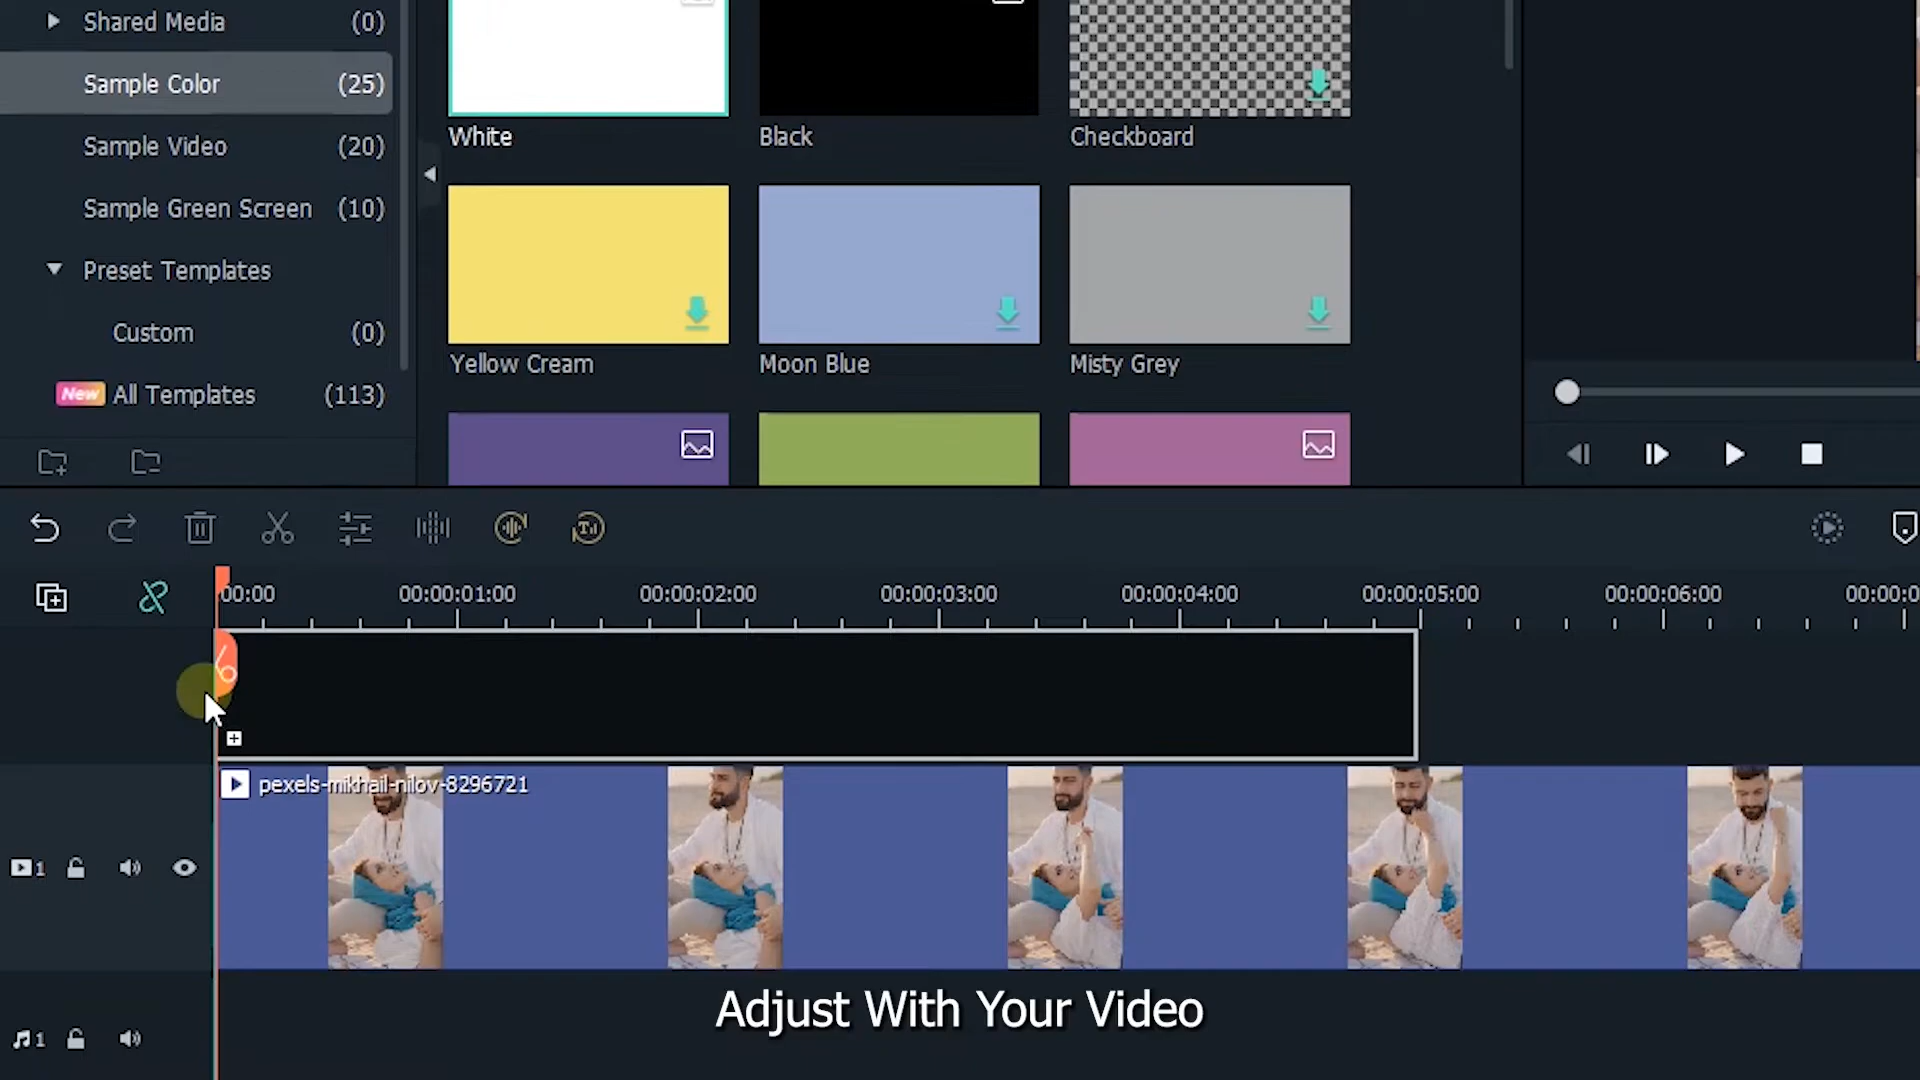 Shared Media (0)
Sample Color (25)
Sample Video (20)
Sample Green Screen (10)
Preset Templates
Custom (0)
New All Templates (113)
White
Black
Checkboard
Yellow Cream
Moon Blue
Misty Grey
00:00 00:00:01:00 00:00:02:00 00:00:03:00 00:00:04:00 00:00:05:00 00:00:06:00 00:00:0
pexels-mikhail-nilov-8296721
1
Adjust With Your Video
1